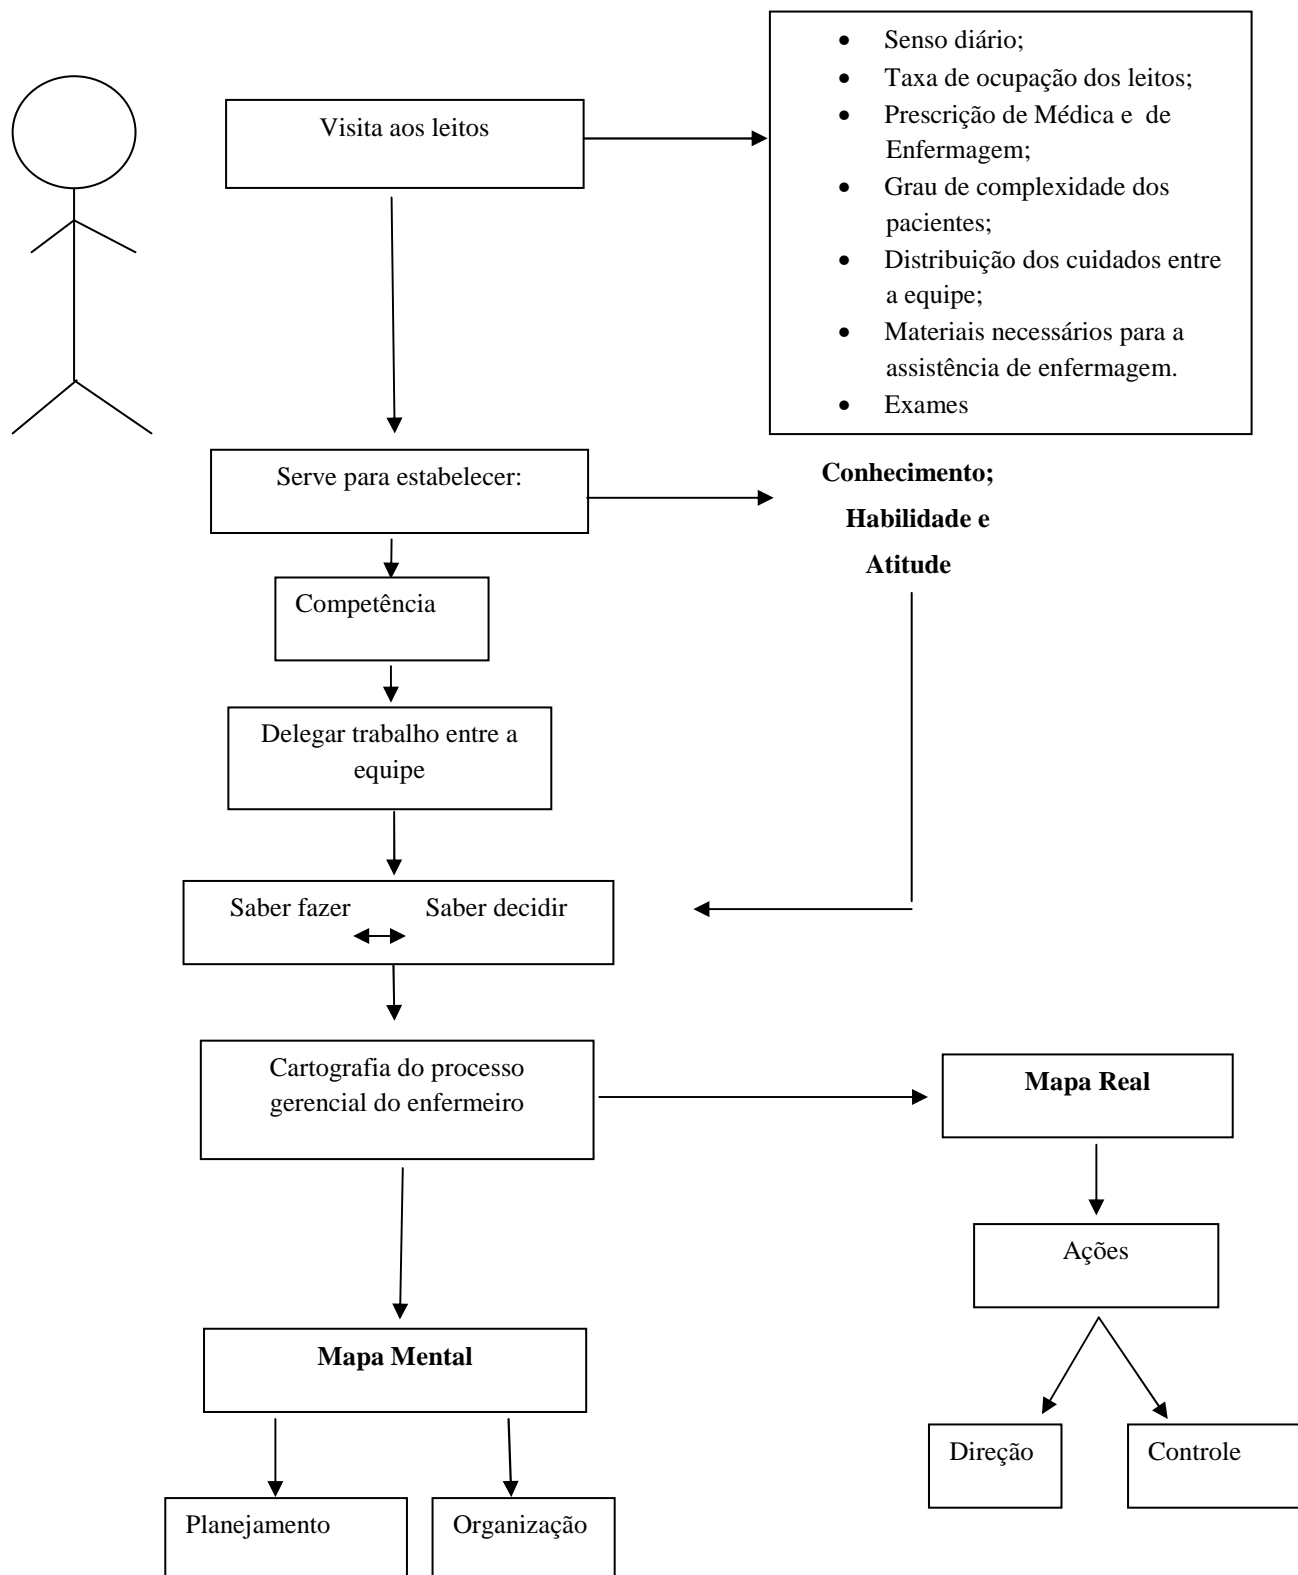 Visita aos leitos
• Senso diário;
• Taxa de ocupação dos leitos;
• Prescrição de Médica e de
Enfermagem;
• Grau de complexidade dos
pacientes;
• Distribuição dos cuidados entre
a equipe;
• Materiais necessários para a
assistência de enfermagem.
• Exames
Serve para estabelecer:
Conhecimento;
Habilidade e
Atitude
Competência
Delegar trabalho entre a
equipe
Saber fazer Saber decidir
Cartografia do processo
gerencial do enfermeiro
Mapa Real
Ações
Mapa Mental
Direção
Controle
Planejamento
Organização